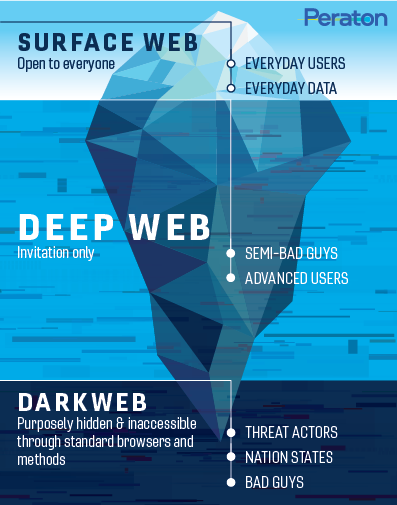 Peraton
SURFACE WEB
Open to everyone
EVERYDAY USERS
EVERYDAY DATA
DEEP WEB
Invitation only
SEMI-BAD GUYS
ADVANCED USERS
DARKWEB
Purposely hidden & inaccessible
through standard browsers and
methods
THREAT ACTORS
NATION STATES
BAD GUYS